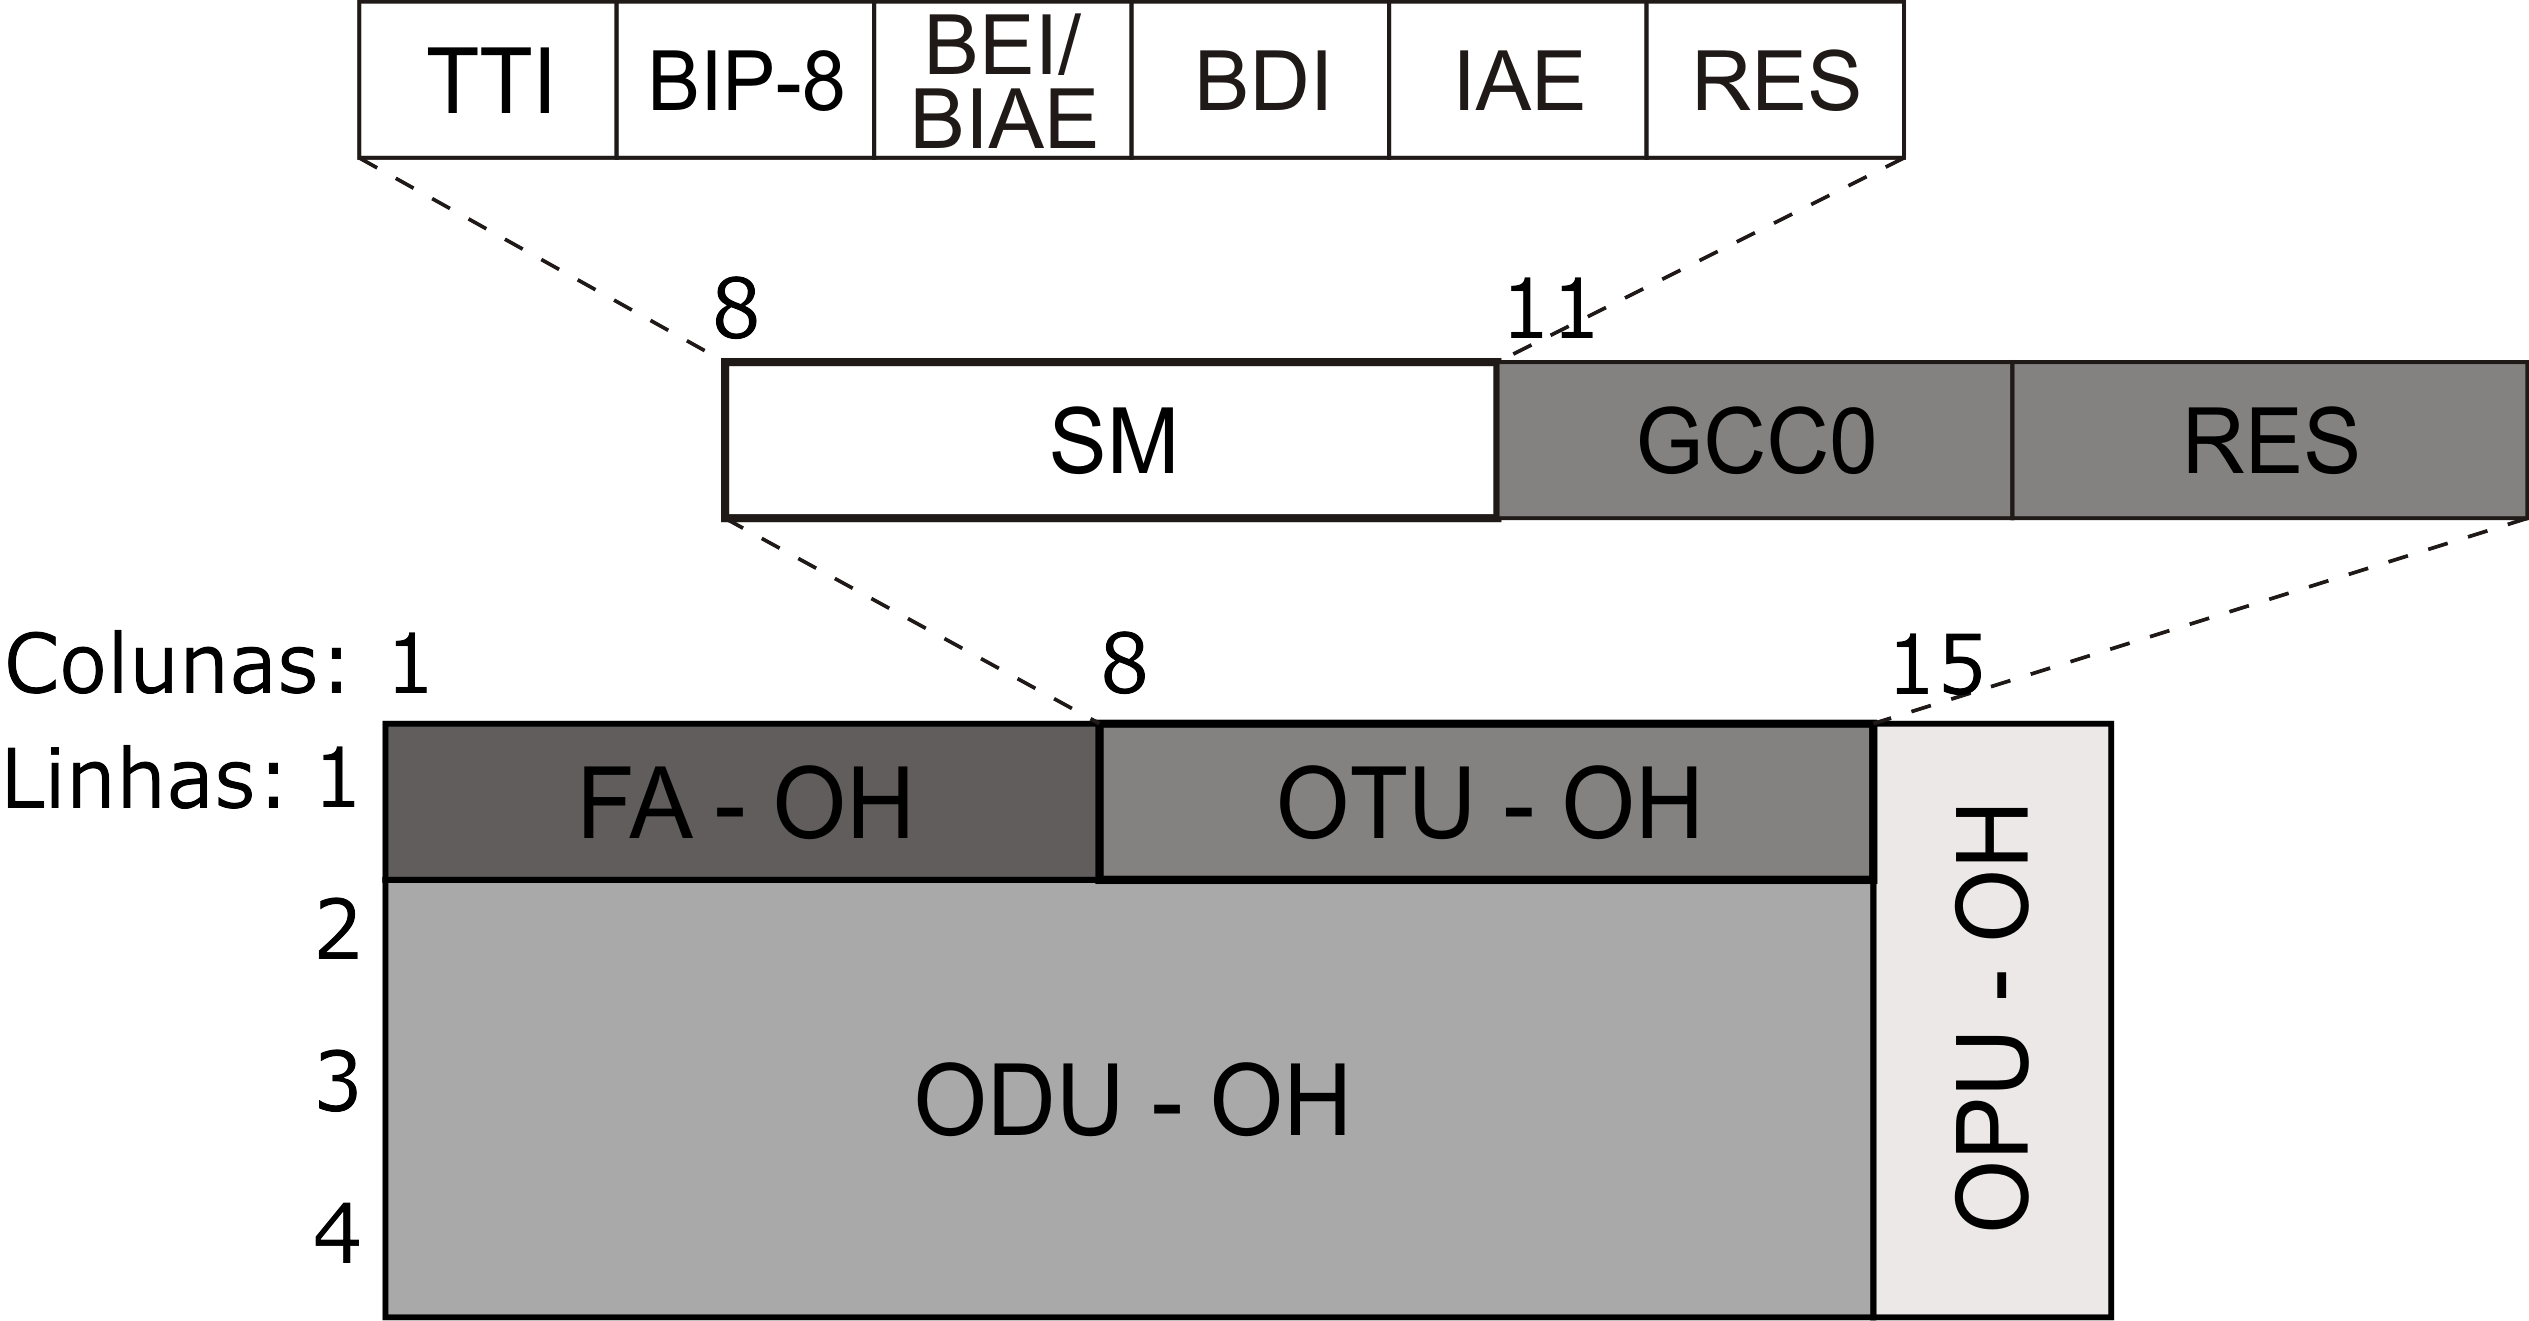 TTI BIP-8 BEI/ BDI IAE RES
BIAE
8 11
SM GCC0 RES
Colunas: 1 8 15
Linhas: 1 FA - OH OTU - OH
OPU - OH
2
3 ODU - OH
4